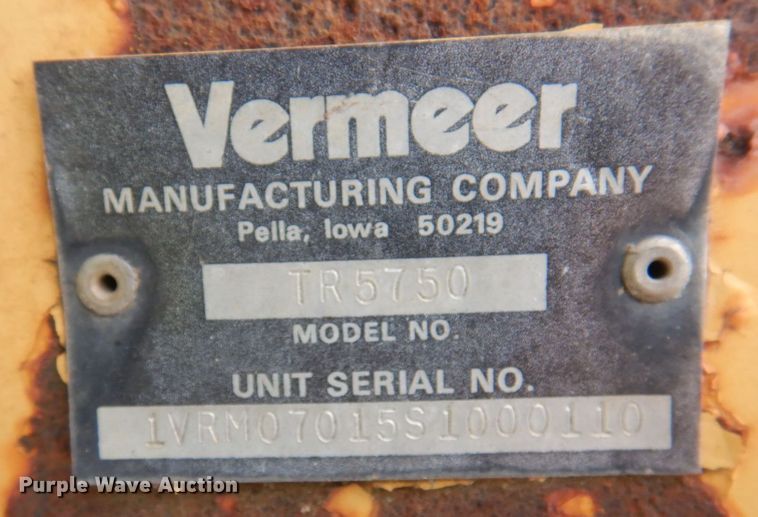 Vermeer
MANUFACTURING COMPANY
Pella, Iowa 50219
TR5750
MODEL NO.
UNIT SERIAL NO.
1VRM07015S1000110
Purple Wave Auction